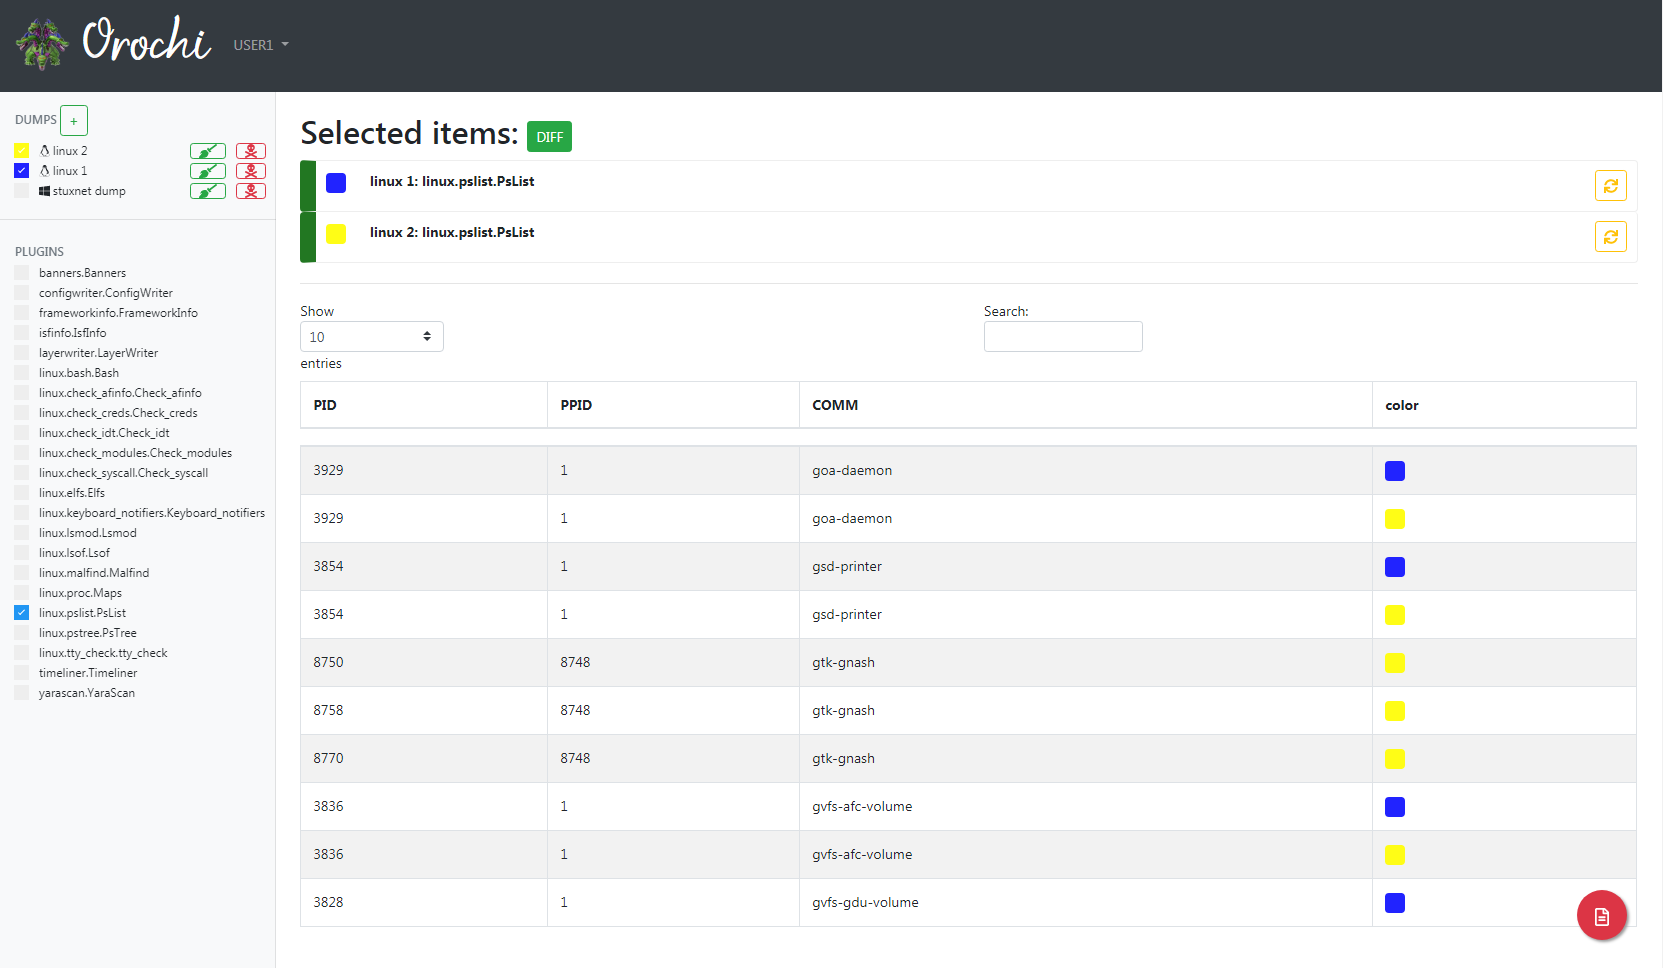 Orochi USER1
DUMPS +
linux 2
linux 1
stuxnet dump
PLUGINS
banners.Banners
configwriter.ConfigWriter
frameworkinfo.FrameworkInfo
isfinfo.IsfInfo
layerwriter.LayerWriter
linux.bash.Bash
linux.check_afinfo.Check_afinfo
linux.check_creds.Check_creds
linux.check_idt.Check_idt
linux.check_modules.Check_modules
linux.check_syscall.Check_syscall
linux.elfs.Elfs
linux.keyboard_notifiers.Keyboard_notifiers
linux.lsmod.Lsmod
linux.lsof.Lsof
linux.malfind.Malfind
linux.proc.Maps
linux.pslist.PsList
linux.pstree.PsTree
linux.tty_check.tty_check
timeliner.Timeliner
yarascan.YaraScan
Selected items: DIFF
linux 1: linux.pslist.PsList
linux 2: linux.pslist.PsList
Show
10
entries
Search:
PID PPID COMM color
3929 1 goa-daemon
3929 1 goa-daemon
3854 1 gsd-printer
3854 1 gsd-printer
8750 8748 gtk-gnash
8758 8748 gtk-gnash
8770 8748 gtk-gnash
3836 1 gvfs-afc-volume
3836 1 gvfs-afc-volume
3828 1 gvfs-gdu-volume